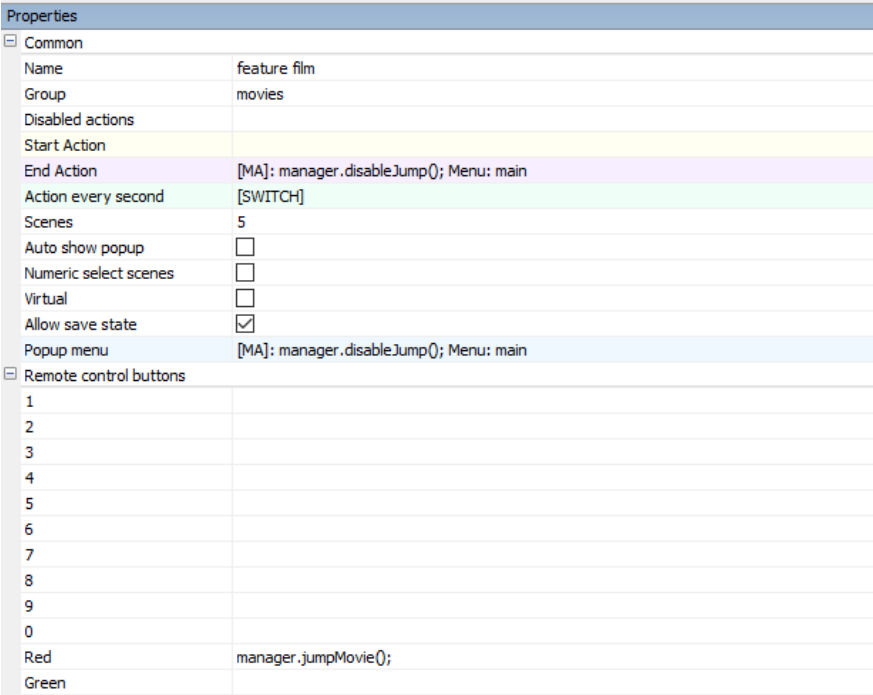 Properties
Common
Name feature film
Group movies
Disabled actions
Start Action
End Action [MA]: manager.disableJump(); Menu: main
Action every second [SWITCH]
Scenes 5
Auto show popup
Numeric select scenes
Virtual
Allow save state
Popup menu [MA]: manager.disableJump(); Menu: main
Remote control buttons
1
2
3
4
5
6
7
8
9
0
Red manager.jumpMovie();
Green